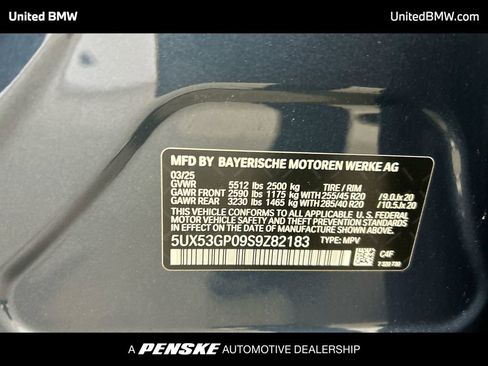 United BMW
UnitedBMW.com
MFD BY BAYERISCHE MOTOREN WERKE AG
03/25
GVWR 5512 lbs 2500 kg TIRE / RIM
GAWR FRONT 2590 lbs 1175 kg W+ 255/45 R20 /9.0Jx20
GAWR REAR 3230 lbs 1465 kg W+ 285/40 R20 /10.5Jx20
THIS VEHICLE CONFORMS TO ALL APPLICABLE U.S. FEDERAL
MOTOR VEHICLE SAFETY, BUMPER, AND THEFT PREVENTION STANDARDS
IN EFFECT ON THE DATE OF MANUFACTURE SHOWN ABOVE.
5UX53GP09S9Z82183 TYPE: MPV
C4F
A PENSKE AUTOMOTIVE DEALERSHIP